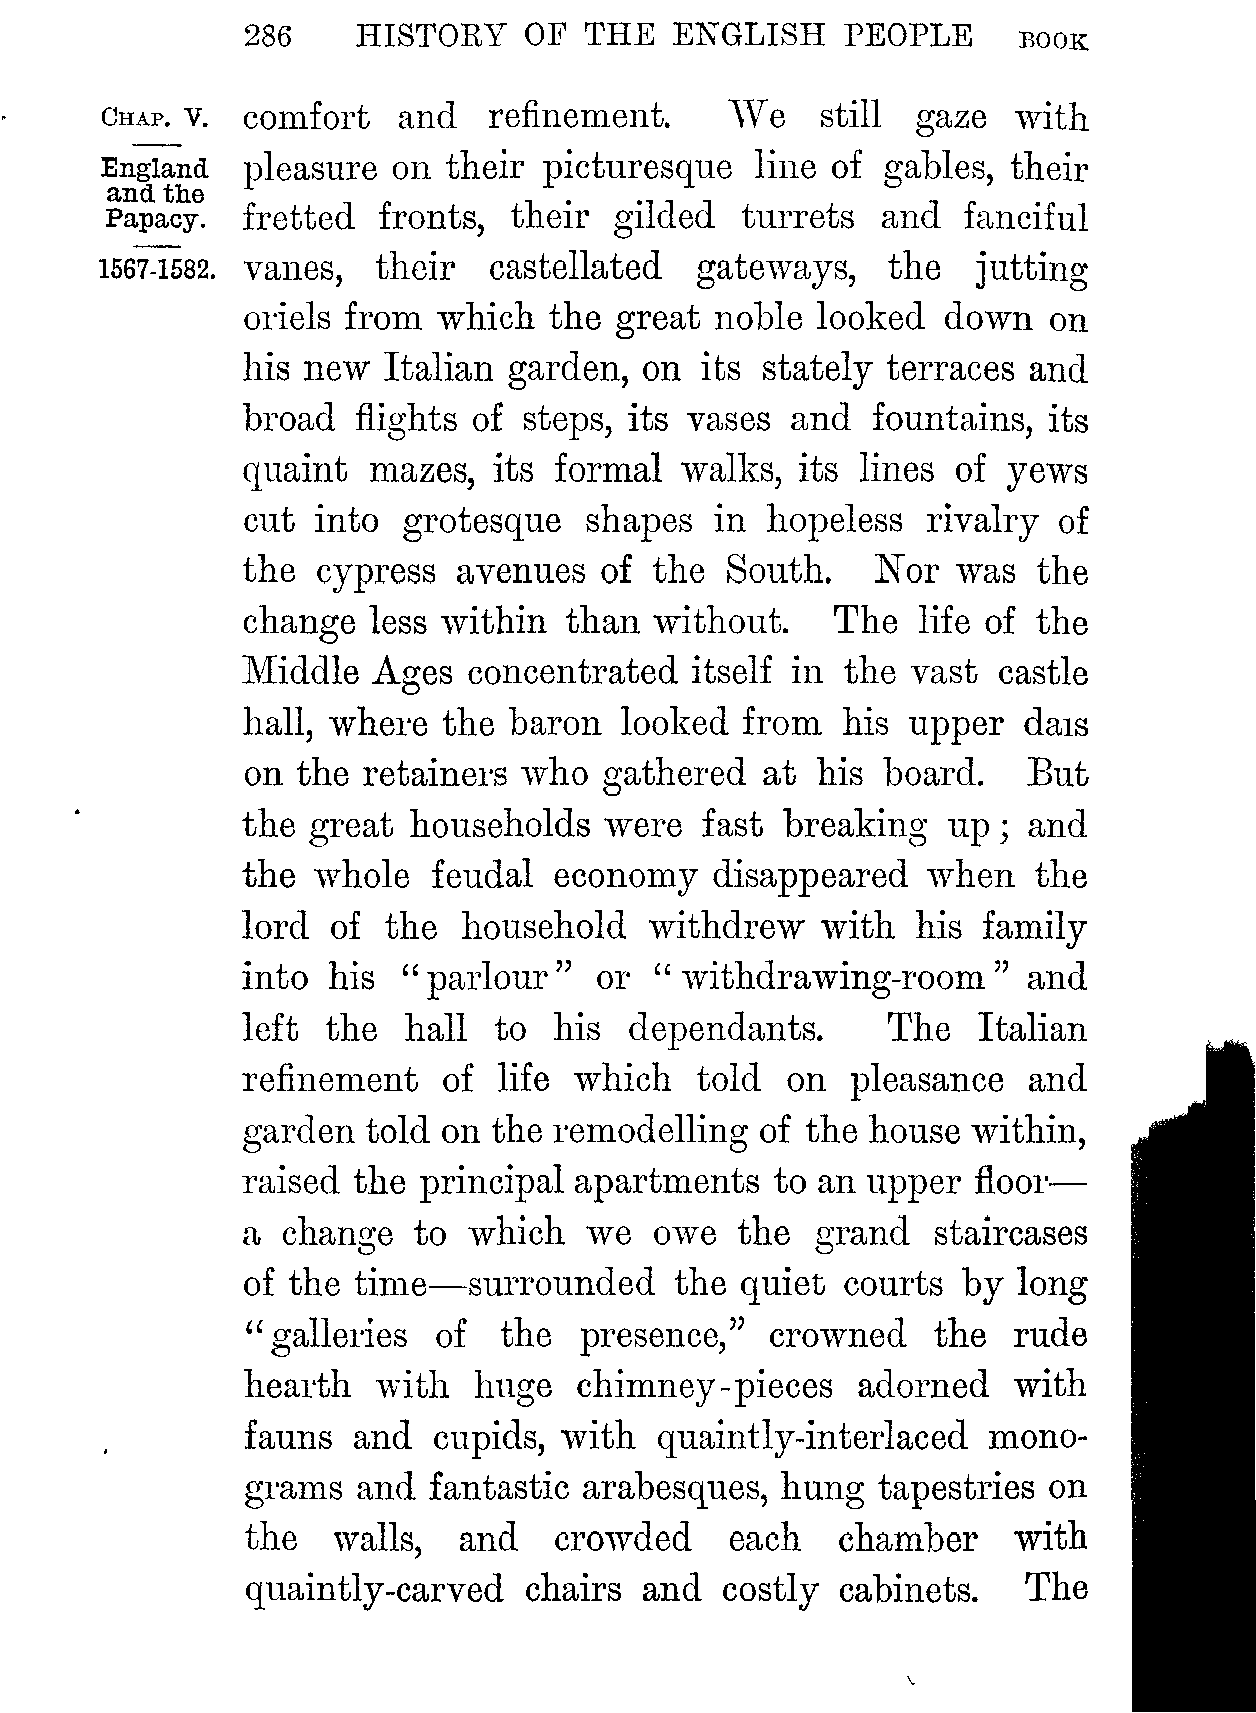 286 HISTORY OF THE ENGLISH PEOPLE BOOK
CHAP. V.
England
and the
Papacy.
1567-1582.
comfort and refinement. We still gaze with
pleasure on their picturesque line of gables, their
fretted fronts, their gilded turrets and fanciful
vanes, their castellated gateways, the jutting
oriels from which the great noble looked down on
his new Italian garden, on its stately terraces and
broad flights of steps, its vases and fountains, its
quaint mazes, its formal walks, its lines of yews
cut into grotesque shapes in hopeless rivalry of
the cypress avenues of the South. Nor was the
change less within than without. The life of the
Middle Ages concentrated itself in the vast castle
hall, where the baron looked from his upper dais
on the retainers who gathered at his board. But
the great households were fast breaking up ; and
the whole feudal economy disappeared when the
lord of the household withdrew with his family
into his "parlour" or "withdrawing-room" and
left the hall to his dependants. The Italian
refinement of life which told on pleasance and
garden told on the remodelling of the house within,
raised the principal apartments to an upper floor—
a change to which we owe the grand staircases
of the time—surrounded the quiet courts by long
"galleries of the presence," crowned the rude
hearth with huge chimney-pieces adorned with
fauns and cupids, with quaintly-interlaced mono-
grams and fantastic arabesques, hung tapestries on
the walls, and crowded each chamber with
quaintly-carved chairs and costly cabinets. The